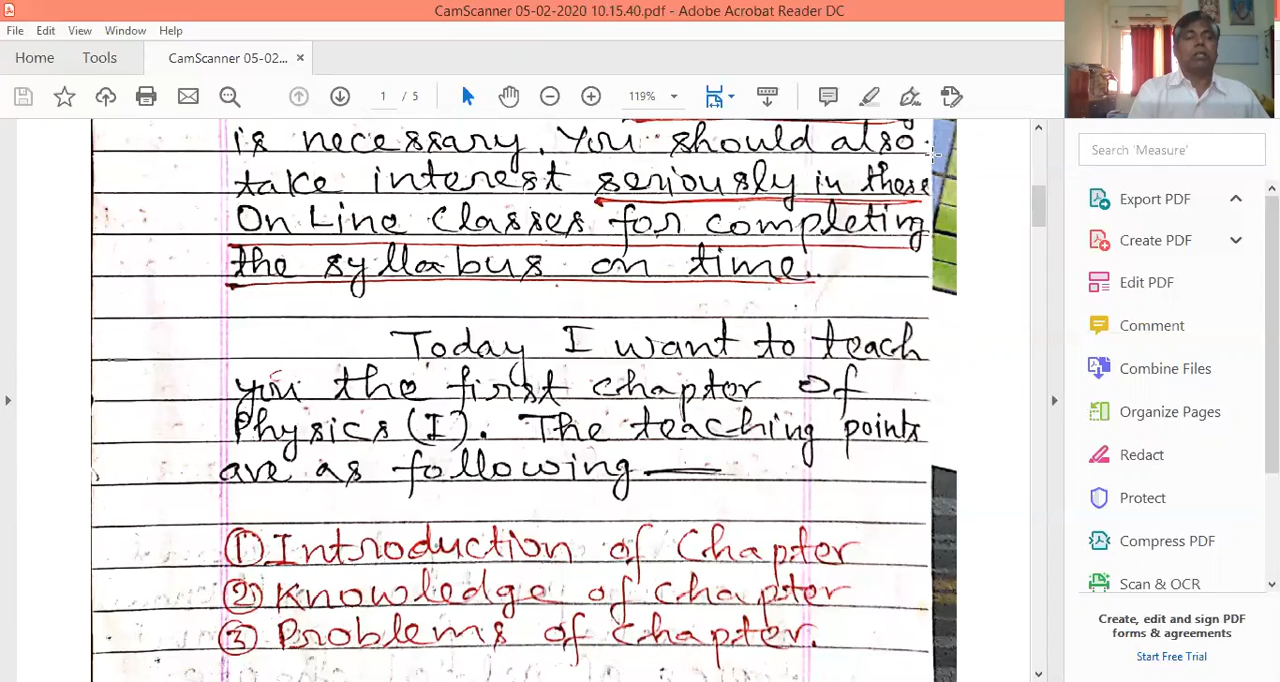 CamScanner 05-02-2020 10.15.40.pdf - Adobe Acrobat Reader DC
File Edit View Window Help
Home Tools CamScanner 05-02... ×
1 / 5 119%
is necessary. You should also
take interest seriously in these
On Line Classes for completing
the syllabus on time.
Today I want to teach
you the first chapter of
Physics (I). The teaching points
are as following —
① Introduction of Chapter
② Knowledge of Chapter
③ Problems of Chapter.
Search 'Measure'
Export PDF
Create PDF
Edit PDF
Comment
Combine Files
Organize Pages
Redact
Protect
Compress PDF
Scan & OCR
Create, edit and sign PDF
forms & agreements
Start Free Trial